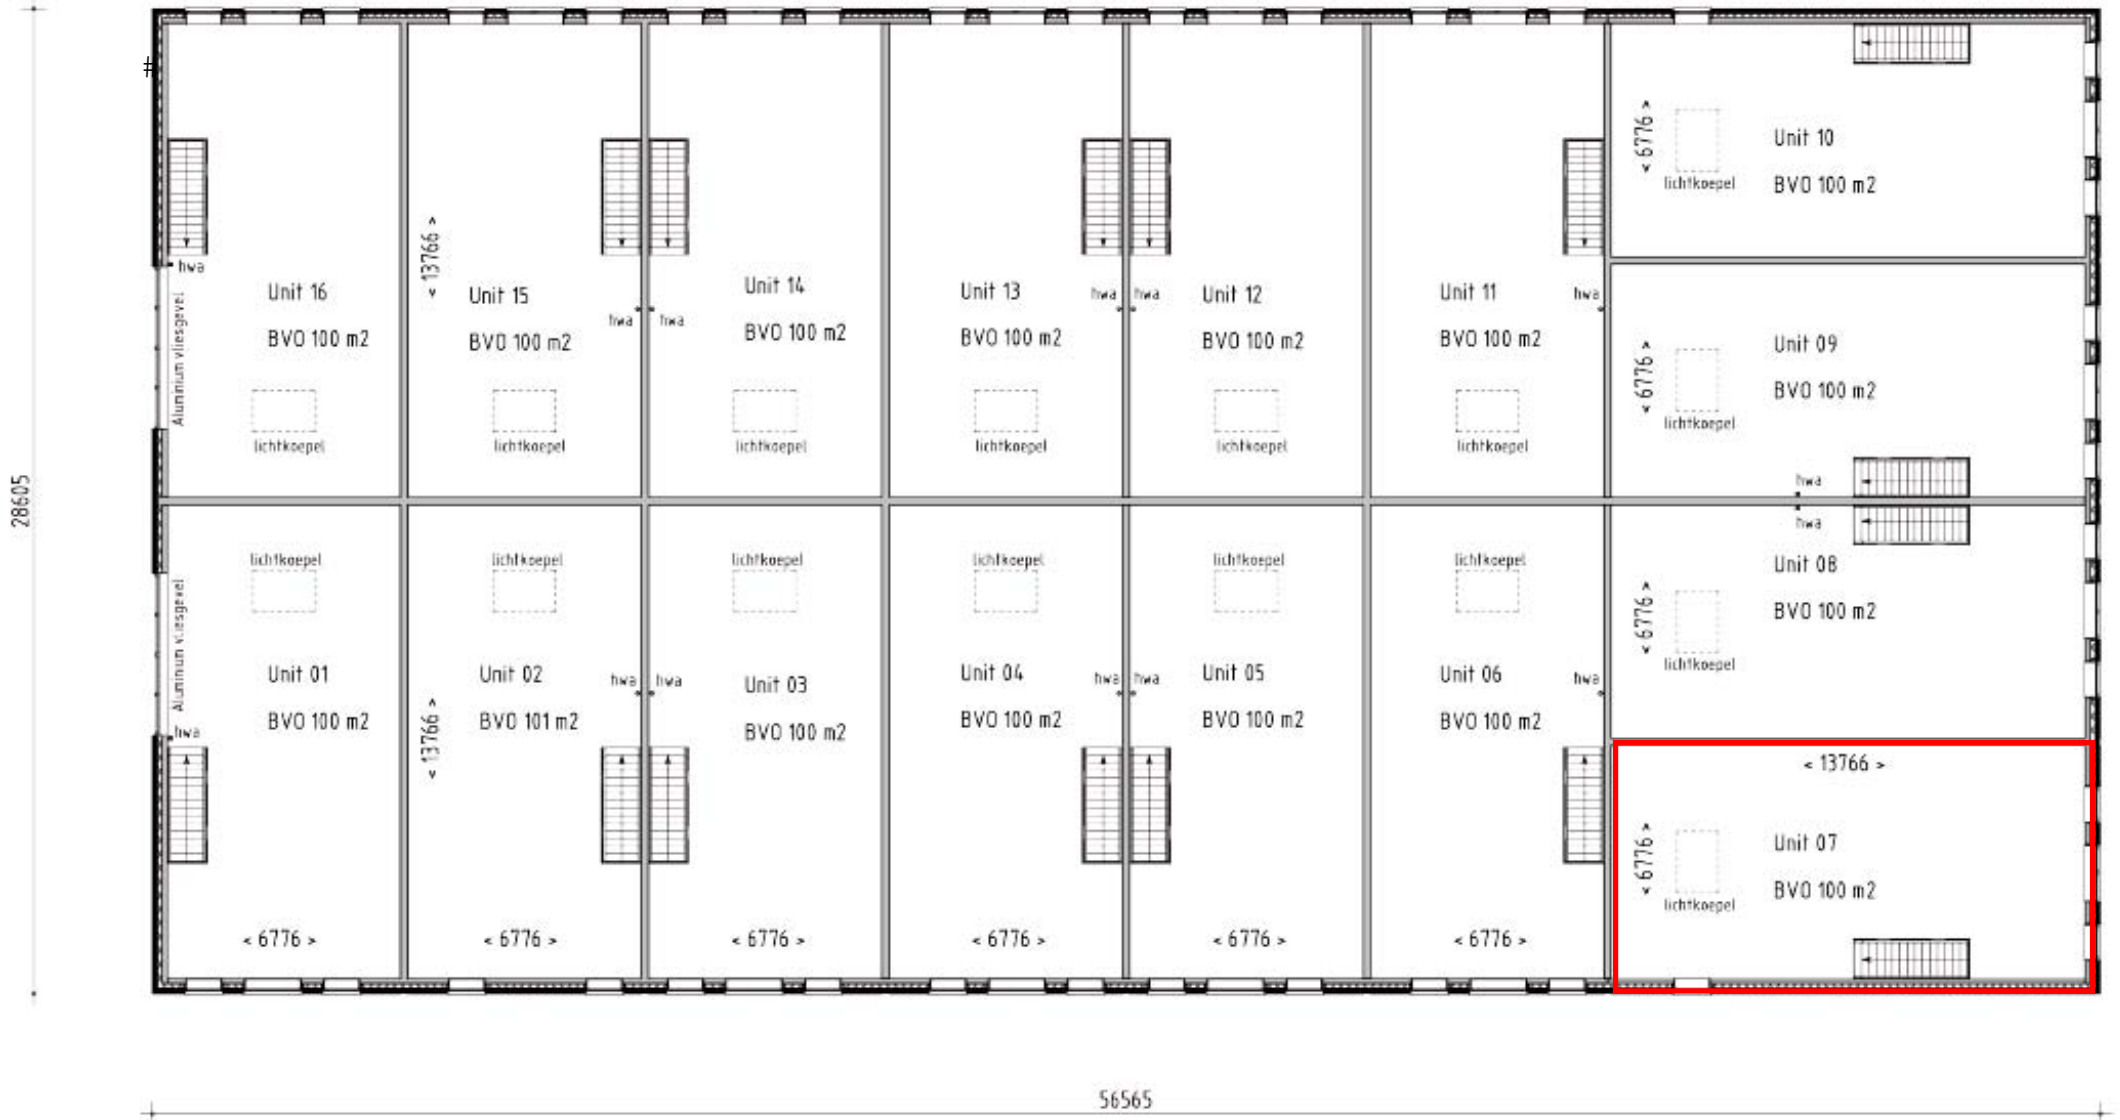 #
Unit 10
< 6776 >
lichtkoepel
BVO 100 m2
hwa
Aluminium vliesgevel
Unit 16
BVO 100 m2
lichtkoepel
< 13766 >
Unit 15
BVO 100 m2
hwa
lichtkoepel
hwa
Unit 14
BVO 100 m2
lichtkoepel
Unit 13
BVO 100 m2
hwa
lichtkoepel
hwa
Unit 12
BVO 100 m2
lichtkoepel
Unit 11
BVO 100 m2
hwa
lichtkoepel
< 6776 >
Unit 09
BVO 100 m2
lichtkoepel
hwa
28605
lichtkoepel
Aluminium vliesgevel
Unit 01
BVO 100 m2
hwa
< 6776 >
lichtkoepel
Unit 02
BVO 101 m2
hwa
< 13766 >
< 6776 >
lichtkoepel
hwa
Unit 03
BVO 100 m2
< 6776 >
lichtkoepel
Unit 04
BVO 100 m2
hwa
< 6776 >
lichtkoepel
hwa
Unit 05
BVO 100 m2
< 6776 >
lichtkoepel
Unit 06
BVO 100 m2
hwa
< 6776 >
hwa
Unit 08
BVO 100 m2
< 6776 >
lichtkoepel
< 13766 >
Unit 07
BVO 100 m2
< 6776 >
lichtkoepel
56565